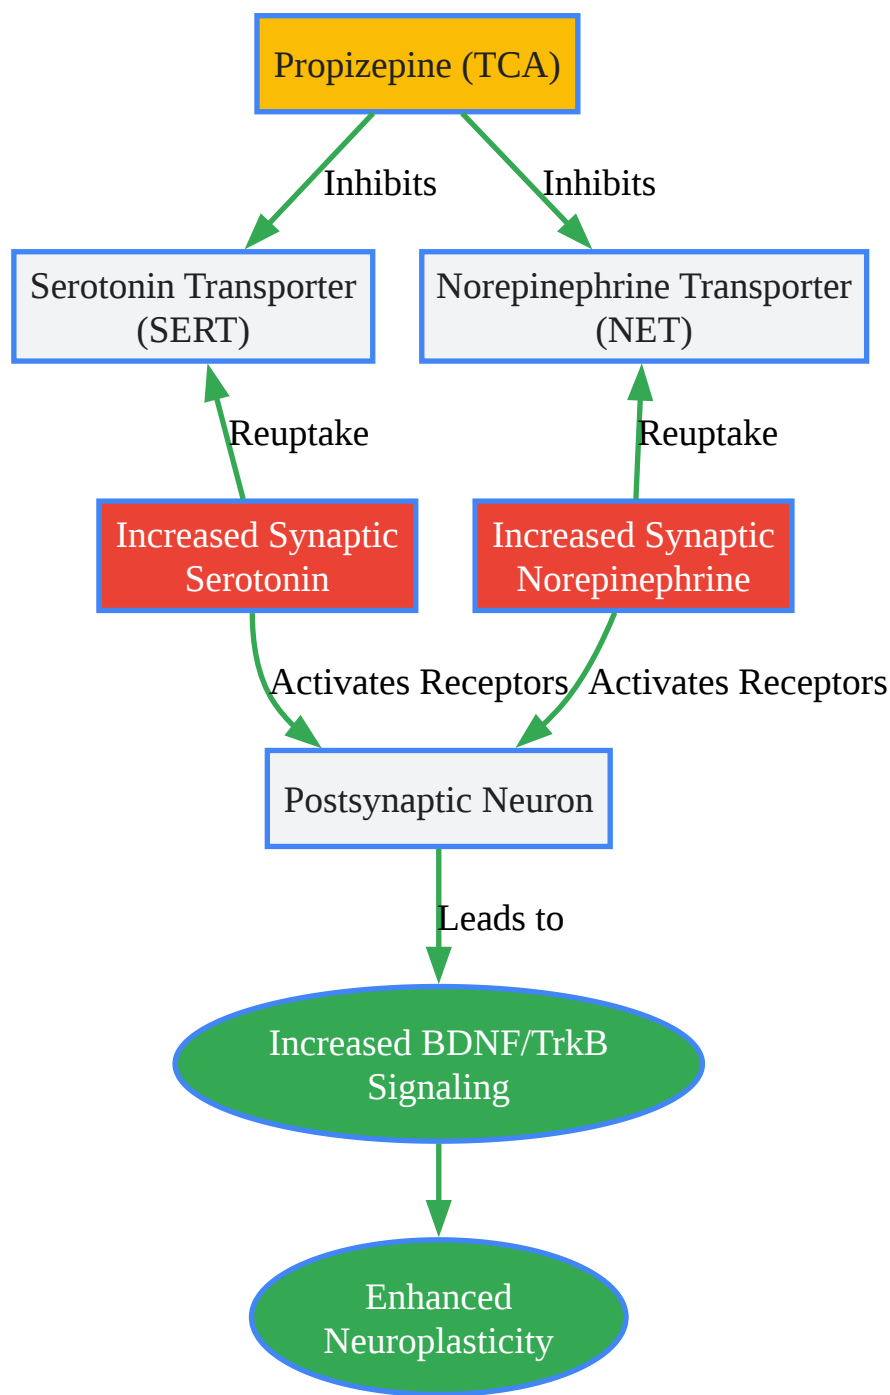 Propizepine (TCA)
Inhibits
Inhibits
Serotonin Transporter
(SERT)
Norepinephrine Transporter
(NET)
Reuptake
Reuptake
Increased Synaptic
Serotonin
Increased Synaptic
Norepinephrine
Activates Receptors
Activates Receptors
Postsynaptic Neuron
Leads to
Increased BDNF/TrkB
Signaling
Enhanced
Neuroplasticity